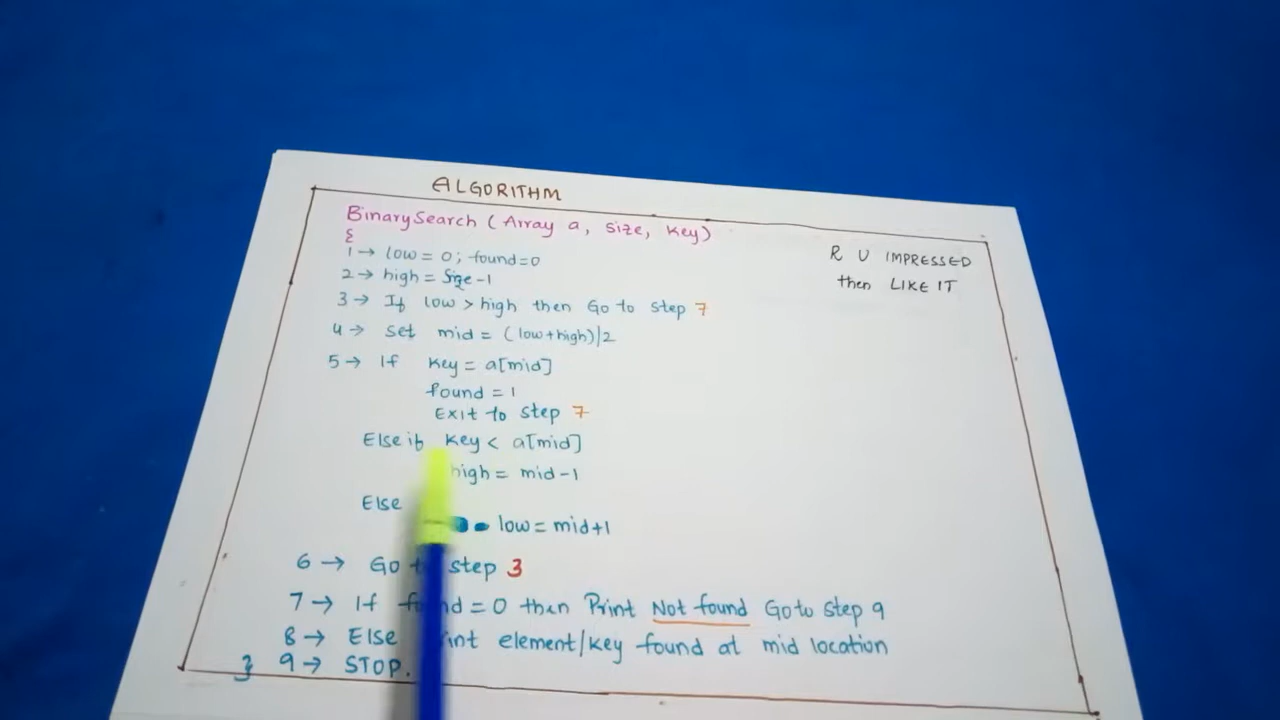 ALGORITHM
BinarySearch (Array a, size, key)
{
1 → low = 0; found=0
2 → high = Size -1
3 → If low > high then Go to step 7
4 → set mid = (low+high)/2
5 → If key = a[mid]
found = 1
Exit to step 7
Else if key < a[mid]
high = mid-1
Else
low = mid+1
6 → Go to step 3
7 → If found = 0 then Print Not found Goto step 9
8 → Else Print element/key found at mid location
} 9 → STOP.
R U IMPRESSED
then LIKE IT